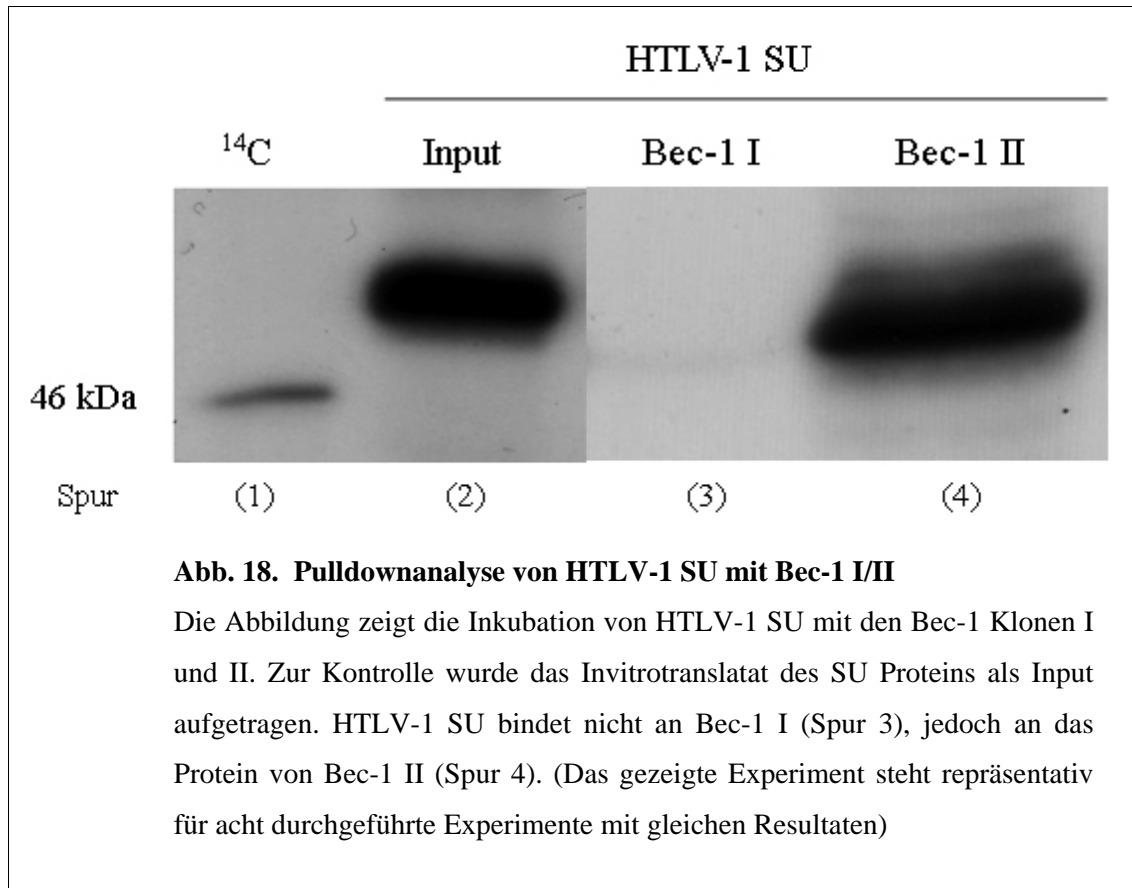 HTLV-1 SU
¹⁴C Input Bec-1 I Bec-1 II
46 kDa
Spur (1) (2) (3) (4)
Abb. 18. Pulldownanalyse von HTLV-1 SU mit Bec-1 I/II
Die Abbildung zeigt die Inkubation von HTLV-1 SU mit den Bec-1 Klonen I
und II. Zur Kontrolle wurde das Invitrotranslatat des SU Proteins als Input
aufgetragen. HTLV-1 SU bindet nicht an Bec-1 I (Spur 3), jedoch an das
Protein von Bec-1 II (Spur 4). (Das gezeigte Experiment steht repräsentativ
für acht durchgeführte Experimente mit gleichen Resultaten)